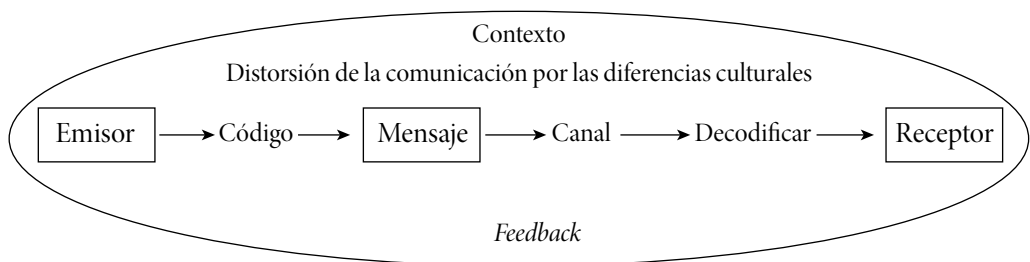 Contexto
Distorsión de la comunicación por las diferencias culturales
Emisor Código Mensaje Canal Decodificar Receptor
Feedback